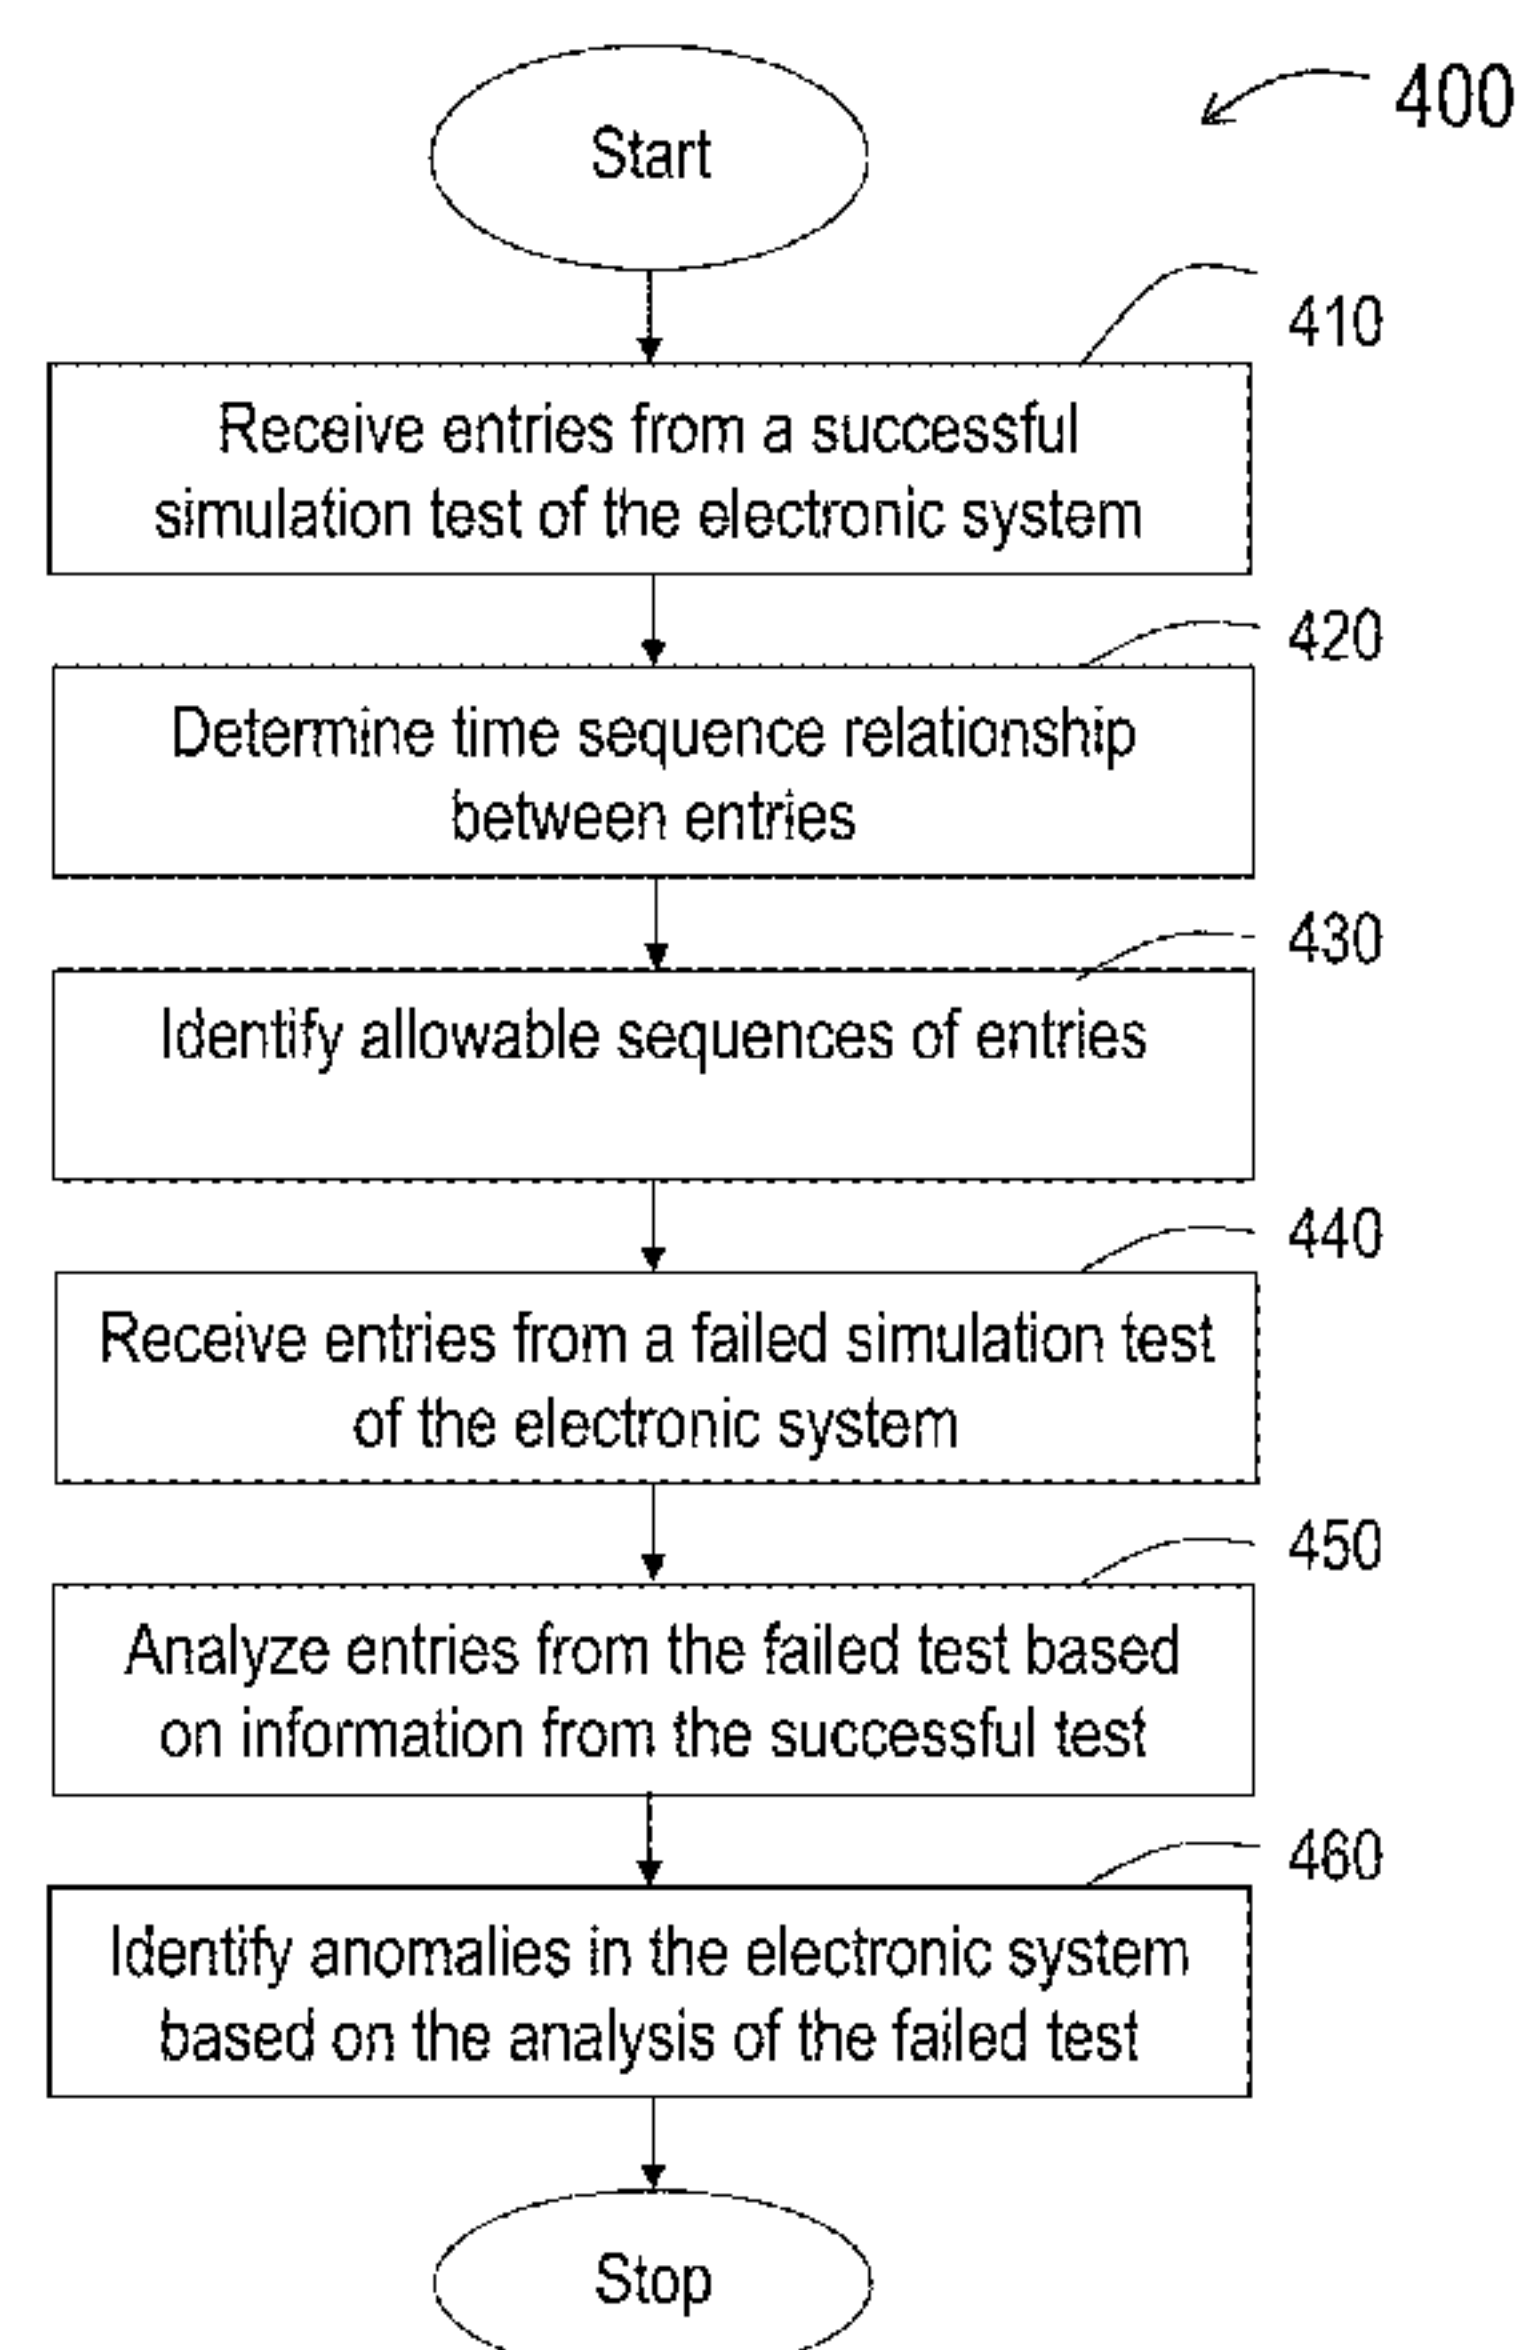 Start
400
410
Receive entries from a successful
simulation test of the electronic system
420
Determine time sequence relationship
between entries
430
Identify allowable sequences of entries
440
Receive entries from a failed simulation test
of the electronic system
450
Analyze entries from the failed test based
on information from the successful test
460
Identify anomalies in the electronic system
based on the analysis of the failed test
Stop